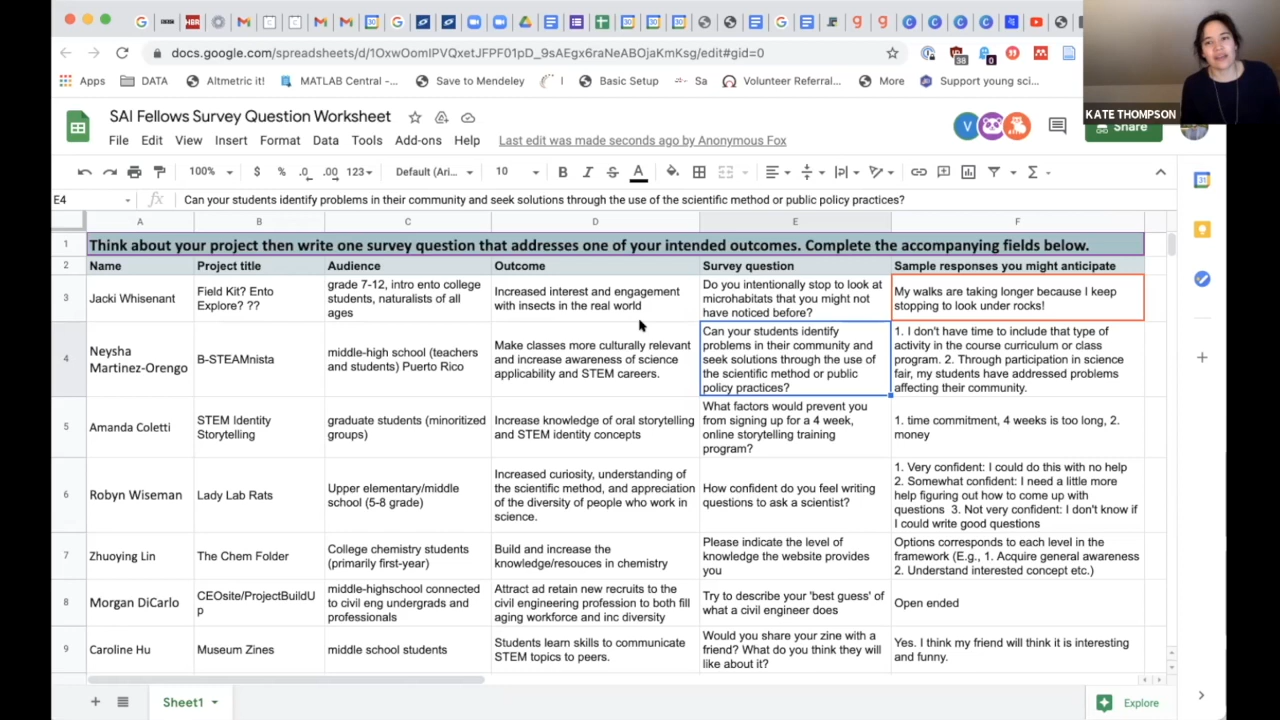 docs.google.com/spreadsheets/d/1OxwOomIPVQxetJFPF01pD_9sAEgx6raNeABOjaKmKsg/edit#gid=0
Apps DATA Altmetric it! MATLAB Central -... I Save to Mendeley Basic Setup Sa Volunteer Referral... More Support young sci...
KATE THOMPSON
SAI Fellows Survey Question Worksheet
Share
File Edit View Insert Format Data Tools Add-ons Help Last edit was made seconds ago by Anonymous Fox
100% $ % .0 .00 123 Default (Ari... 10 B I S A
E4 fx Can your students identify problems in their community and seek solutions through the use of the scientific method or public policy practices?
A B C D E F
1 Think about your project then write one survey question that addresses one of your intended outcomes. Complete the accompanying fields below.
2 Name Project title Audience Outcome Survey question Sample responses you might anticipate
3
Jacki Whisenant
Field Kit? Ento
Explore? ??
grade 7-12, intro ento college
students, naturalists of all
ages
Increased interest and engagement
with insects in the real world
Do you intentionally stop to look at
microhabitats that you might not
have noticed before?
My walks are taking longer because I keep
stopping to look under rocks!
4
Neysha
Martinez-Orengo
B-STEAMnista
middle-high school (teachers
and students) Puerto Rico
Make classes more culturally relevant
and increase awareness of science
applicability and STEM careers.
Can your students identify
problems in their community and
seek solutions through the use of
the scientific method or public
policy practices?
1. I don't have time to include that type of
activity in the course curriculum or class
program. 2. Through participation in science
fair, my students have addressed problems
affecting their community.
5
Amanda Coletti
STEM Identity
Storytelling
graduate students (minoritized
groups)
Increase knowledge of oral storytelling
and STEM identity concepts
What factors would prevent you
from signing up for a 4 week,
online storytelling training
program?
1. time commitment, 4 weeks is too long, 2.
money
6
Robyn Wiseman
Lady Lab Rats
Upper elementary/middle
school (5-8 grade)
Increased curiosity, understanding of
the scientific method, and appreciation
of the diversity of people who work in
science.
How confident do you feel writing
questions to ask a scientist?
1. Very confident: I could do this with no help
2. Somewhat confident: I need a little more
help figuring out how to come up with
questions 3. Not very confident: I don't know if
I could write good questions
7
Zhuoying Lin
The Chem Folder
College chemistry students
(primarily first-year)
Build and increase the
knowledge/resouces in chemistry
Please indicate the level of
knowledge the website provides
you
Options corresponds to each level in the
framework (E.g., 1. Acquire general awareness
2. Understand interested concept etc.)
8
Morgan DiCarlo
CEOsite/ProjectBuildU
p
middle-highschool connected
to civil eng undergrads and
professionals
Attract ad retain new recruits to the
civil engineering profession to both fill
aging workforce and inc diversity
Try to describe your 'best guess' of
what a civil engineer does
Open ended
9
Caroline Hu
Museum Zines
middle school students
Students learn skills to communicate
STEM topics to peers.
Would you share your zine with a
friend? What do you think they will
like about it?
Yes. I think my friend will think it is interesting
and funny.
Sheet1
Explore